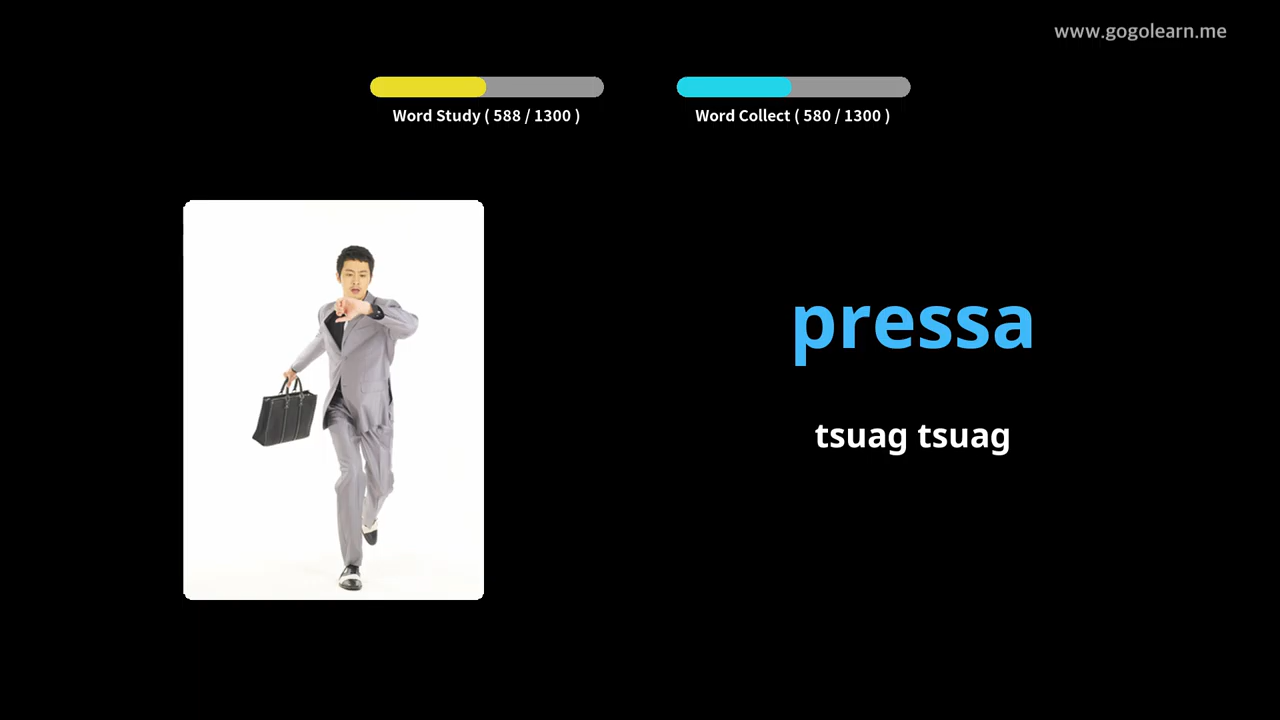 www.gogolearn.me
Word Study ( 588 / 1300 )
Word Collect ( 580 / 1300 )
pressa
tsuag tsuag